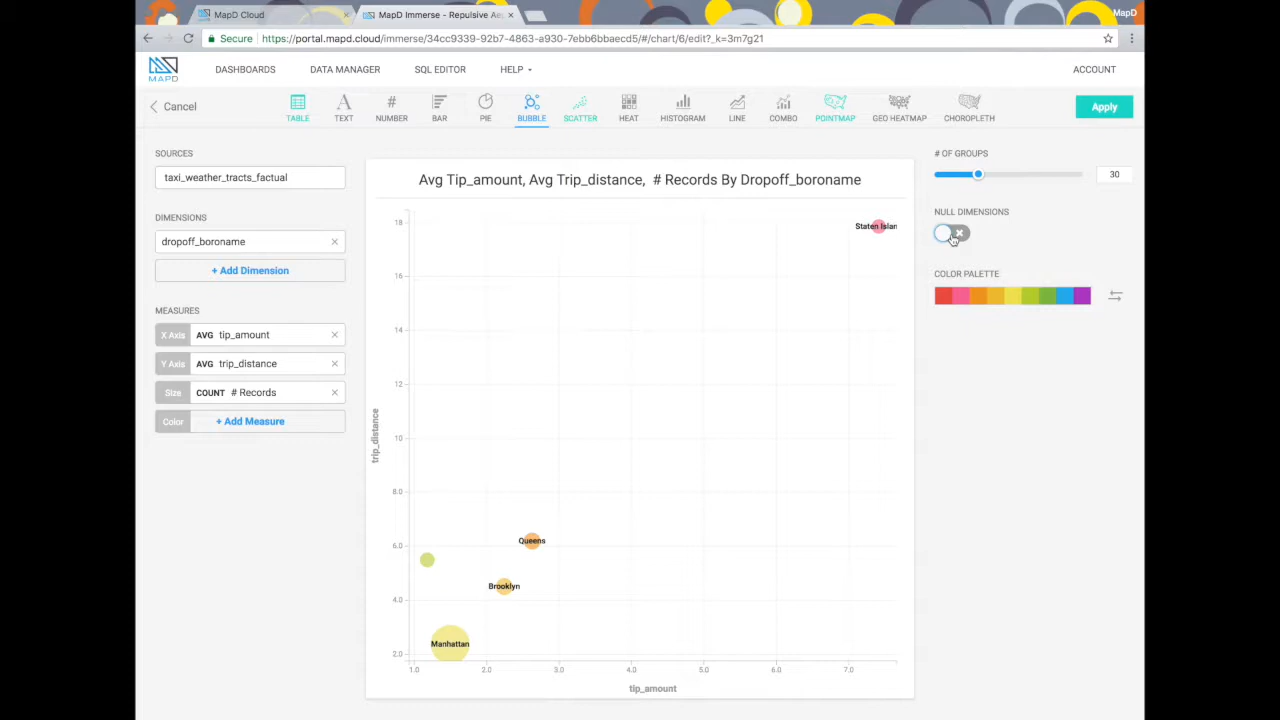 MapD Cloud
MapD Immerse - Repulsive Ae
MapD
Secure https://portal.mapd.cloud/immerse/34cc9339-92b7-4863-a930-7ebb6bbaecd5/#/chart/6/edit?_k=3m7g21
MAPD
DASHBOARDS DATA MANAGER SQL EDITOR HELP ACCOUNT
Cancel
TABLE TEXT NUMBER BAR PIE BUBBLE SCATTER HEAT HISTOGRAM LINE COMBO POINTMAP GEO HEATMAP CHOROPLETH
Apply
SOURCES
taxi_weather_tracts_factual
DIMENSIONS
dropoff_boroname
+ Add Dimension
MEASURES
X Axis AVG tip_amount
Y Axis AVG trip_distance
Size COUNT # Records
Color + Add Measure
Avg Tip_amount, Avg Trip_distance, # Records By Dropoff_boroname
18
16
14
12
10
8.0
6.0
4.0
2.0
trip_distance
Staten Islan
Queens
Brooklyn
Manhattan
1.0 2.0 3.0 4.0 5.0 6.0 7.0
tip_amount
# OF GROUPS
30
NULL DIMENSIONS
COLOR PALETTE